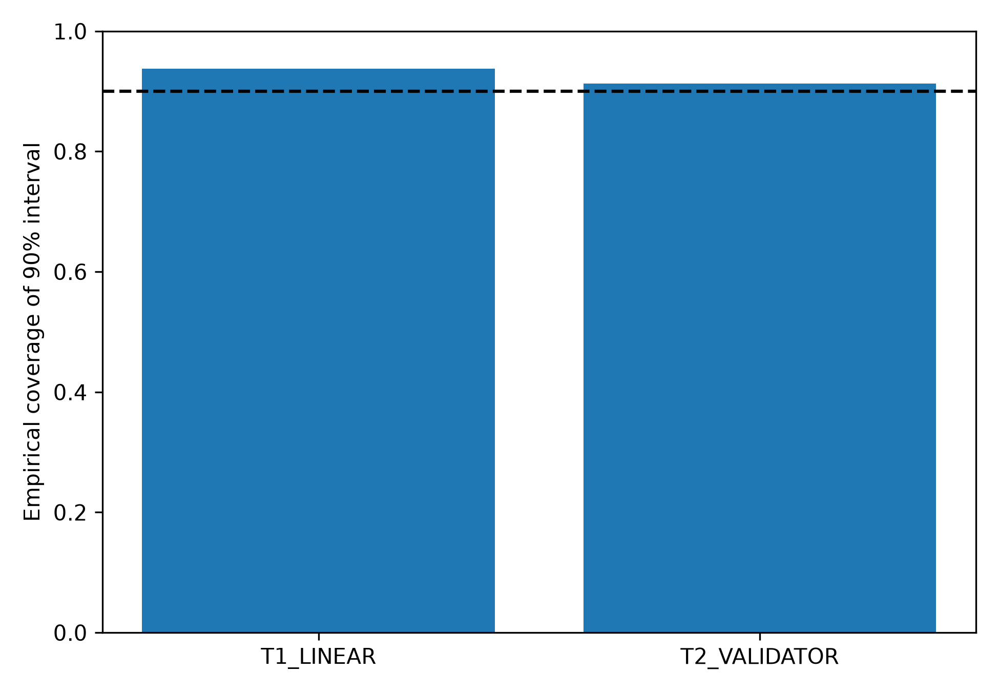 Empirical coverage of 90% interval
1.0
0.8
0.6
0.4
0.2
0.0
T1_LINEAR
T2_VALIDATOR